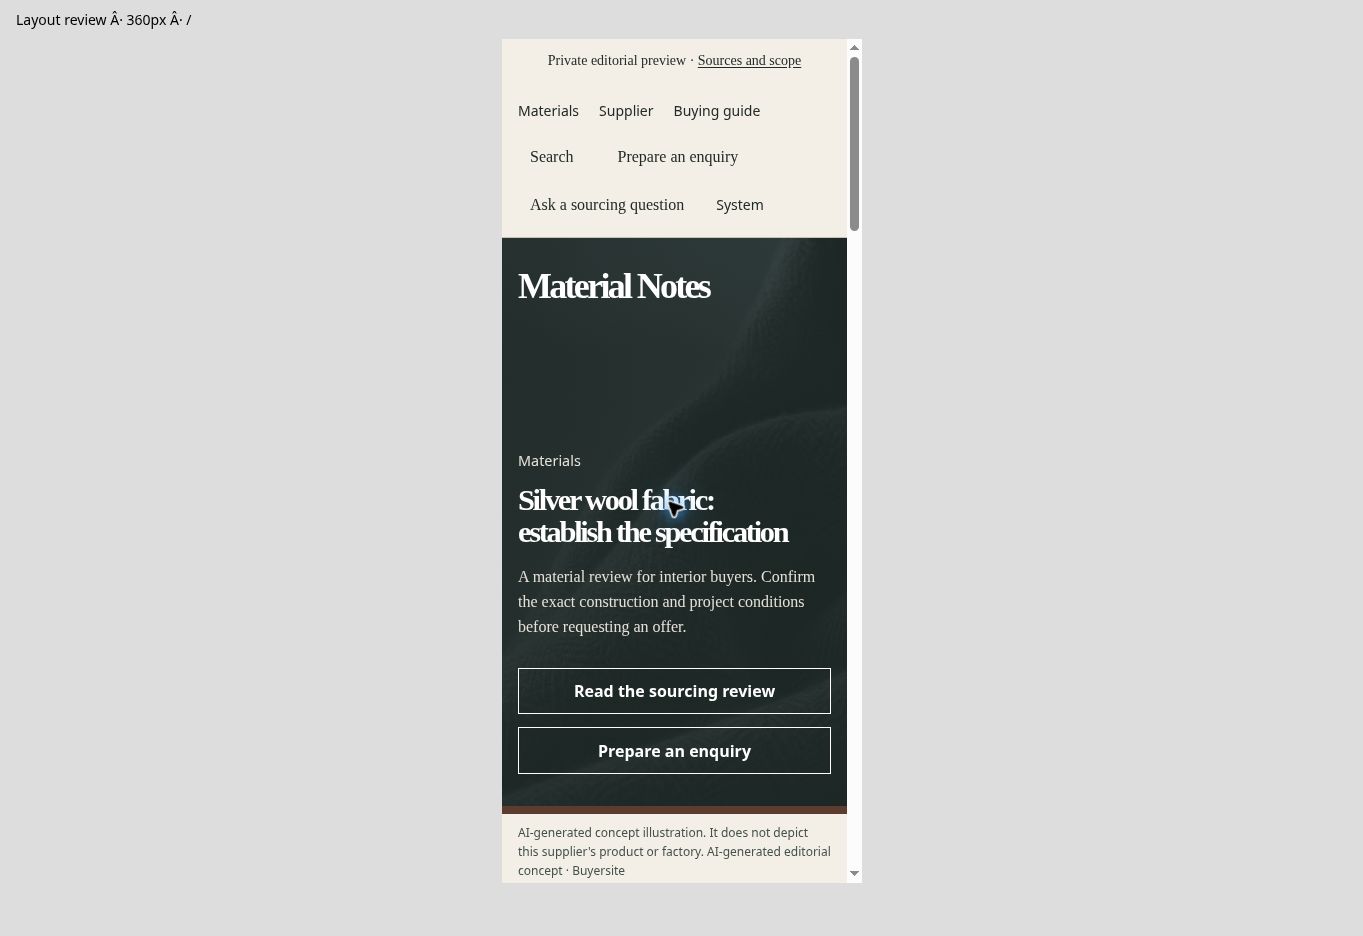 Layout review Â· 360px Â· /
Private editorial preview · Sources and scope
Materials Supplier Buying guide
Search Prepare an enquiry
Ask a sourcing question System
Material Notes
Materials
Silver wool fabric:
establish the specification
A material review for interior buyers. Confirm
the exact construction and project conditions
before requesting an offer.
Read the sourcing review
Prepare an enquiry
AI-generated concept illustration. It does not depict
this supplier's product or factory. AI-generated editorial
concept · Buyersite